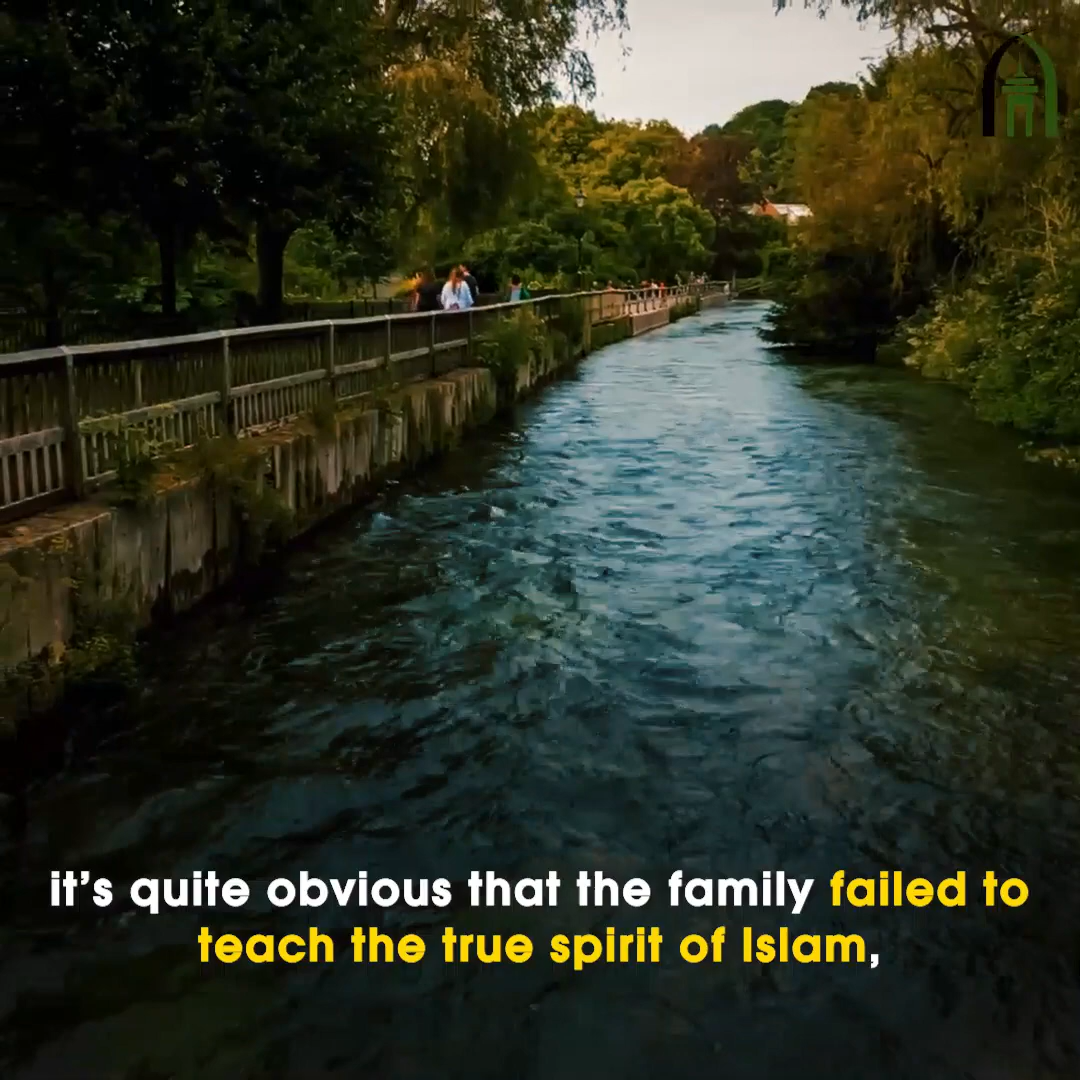 it's quite obvious that the family failed to
teach the true spirit of Islam,